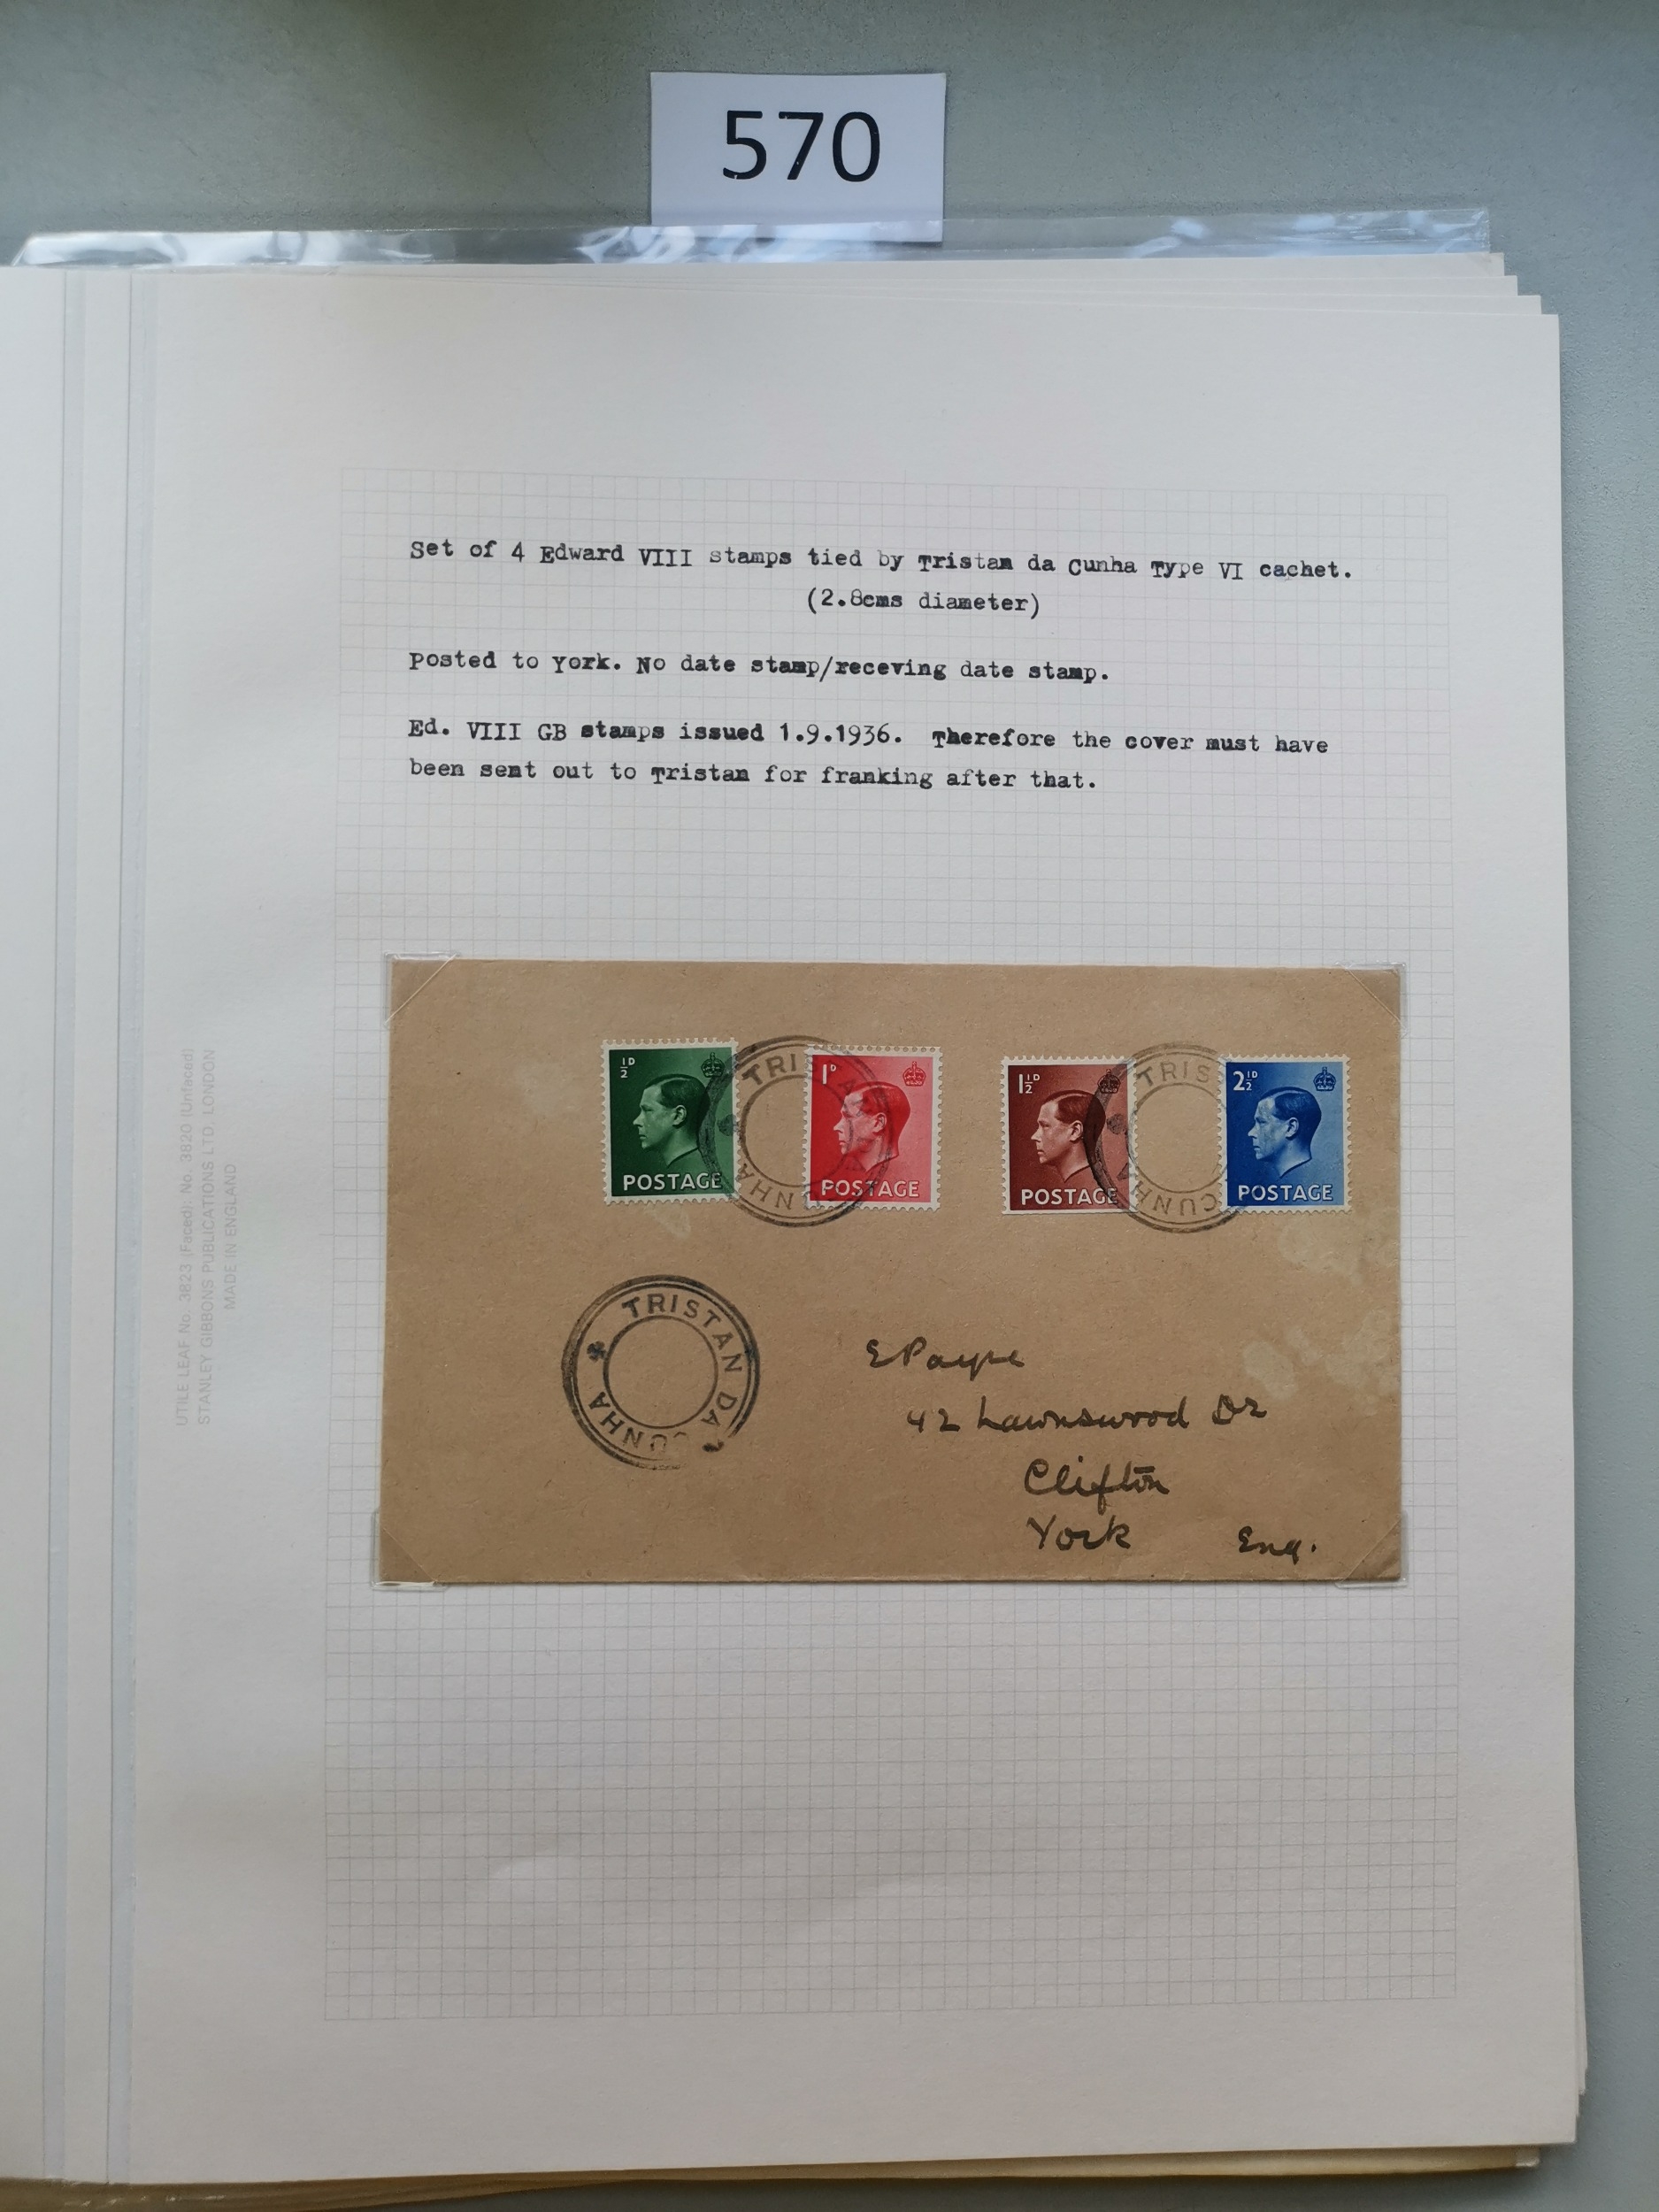 570
Set of 4 Edward VIII stamps tied by Tristan da Cunha Type VI cachet.
(2.8cms diameter)
Posted to York. No date stamp/receving date stamp.
Ed. VIII GB stamps issued 1.9.1936. Therefore the cover must have
been sent out to Tristan for franking after that.
UTILE LEAF No. 3823 (Faced). No. 3820 (Unfaced)
STANLEY GIBBONS PUBLICATIONS LTD. LONDON
MADE IN ENGLAND
½D
POSTAGE
TRISTA
CUNHA
1D
POSTAGE
1½D
POSTAGE
TRIS
CUNHA
2½D
POSTAGE
TRISTAN DA CUNHA
E Payne
42 Lawnswood Dr
Clifton
York Eng.